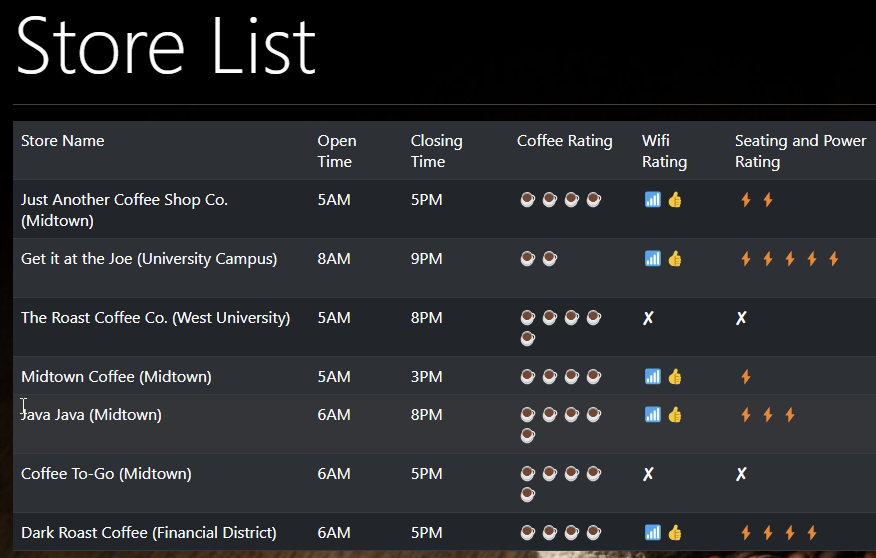 Store List
Store Name Open Time Closing Time Coffee Rating Wifi Rating Seating and Power Rating
Just Another Coffee Shop Co. (Midtown) 5AM 5PM ☕☕☕☕ 📶👍 ⚡⚡
Get it at the Joe (University Campus) 8AM 9PM ☕☕ 📶👍 ⚡⚡⚡⚡⚡
The Roast Coffee Co. (West University) 5AM 8PM ☕☕☕☕☕ ✘ ✘
Midtown Coffee (Midtown) 5AM 3PM ☕☕☕☕ 📶👍 ⚡
Java Java (Midtown) 6AM 8PM ☕☕☕☕☕ 📶👍 ⚡⚡⚡
Coffee To-Go (Midtown) 6AM 5PM ☕☕☕☕☕ ✘ ✘
Dark Roast Coffee (Financial District) 6AM 5PM ☕☕☕☕ 📶👍 ⚡⚡⚡⚡